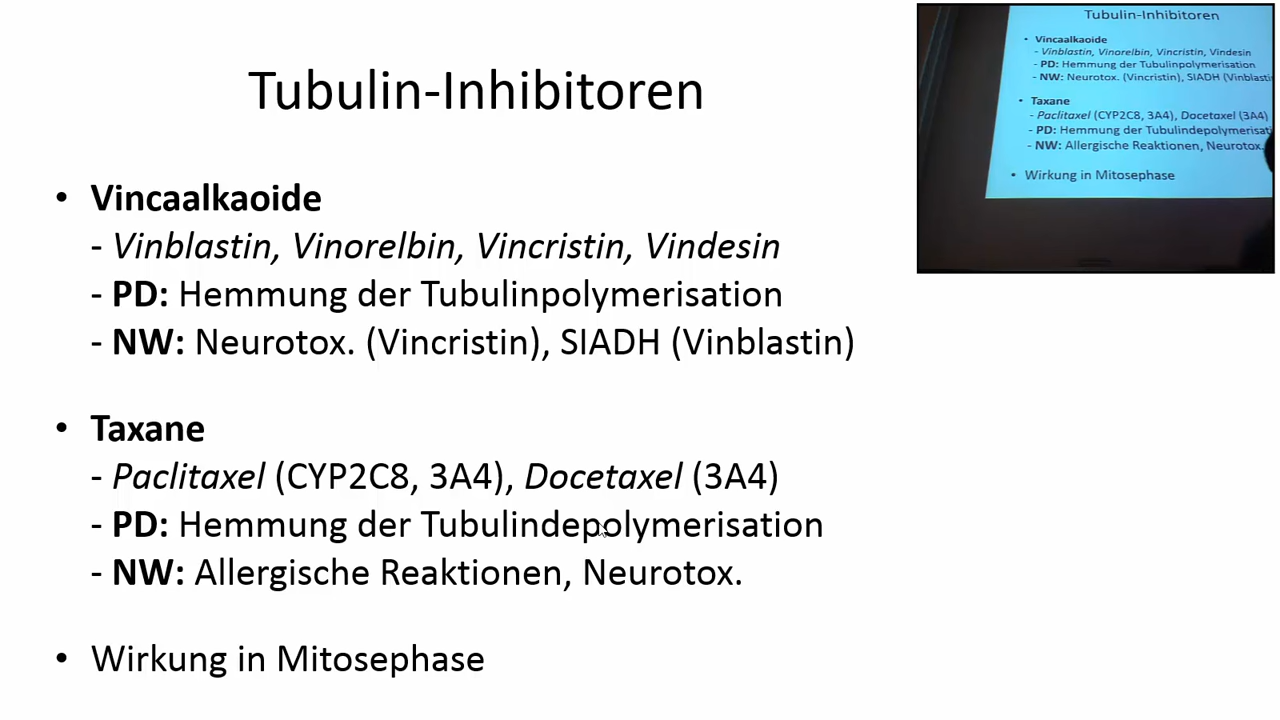 Tubulin-Inhibitoren
• Vincaalkaoide
- Vinblastin, Vinorelbin, Vincristin, Vindesin
- PD: Hemmung der Tubulinpolymerisation
- NW: Neurotox. (Vincristin), SIADH (Vinblastin)
• Taxane
- Paclitaxel (CYP2C8, 3A4), Docetaxel (3A4)
- PD: Hemmung der Tubulindepolymerisation
- NW: Allergische Reaktionen, Neurotox.
• Wirkung in Mitosephase
Tubulin-Inhibitoren
• Vincaalkaoide
- Vinblastin, Vinorelbin, Vincristin, Vindesin
- PD: Hemmung der Tubulinpolymerisation
- NW: Neurotox. (Vincristin), SIADH (Vinblasti
• Taxane
- Paclitaxel (CYP2C8, 3A4), Docetaxel (3A4)
- PD: Hemmung der Tubulindepolymerisat
- NW: Allergische Reaktionen, Neurotox.
• Wirkung in Mitosephase